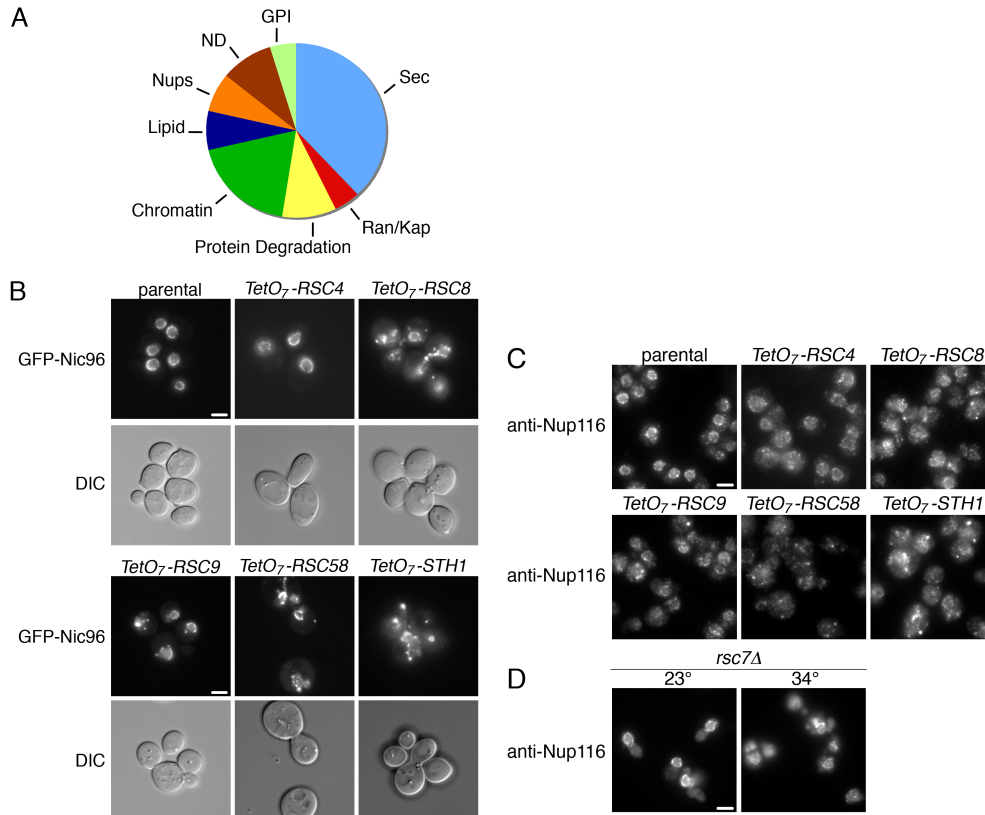 A
GPI
ND
Sec
Nups
Lipid
Chromatin
Ran/Kap
Protein Degradation
B
parental TetO7-RSC4 TetO7-RSC8
GFP-Nic96
DIC
TetO7-RSC9 TetO7-RSC58 TetO7-STH1
GFP-Nic96
DIC
C
parental TetO7-RSC4 TetO7-RSC8
anti-Nup116
TetO7-RSC9 TetO7-RSC58 TetO7-STH1
anti-Nup116
D
rsc7Δ
23° 34°
anti-Nup116